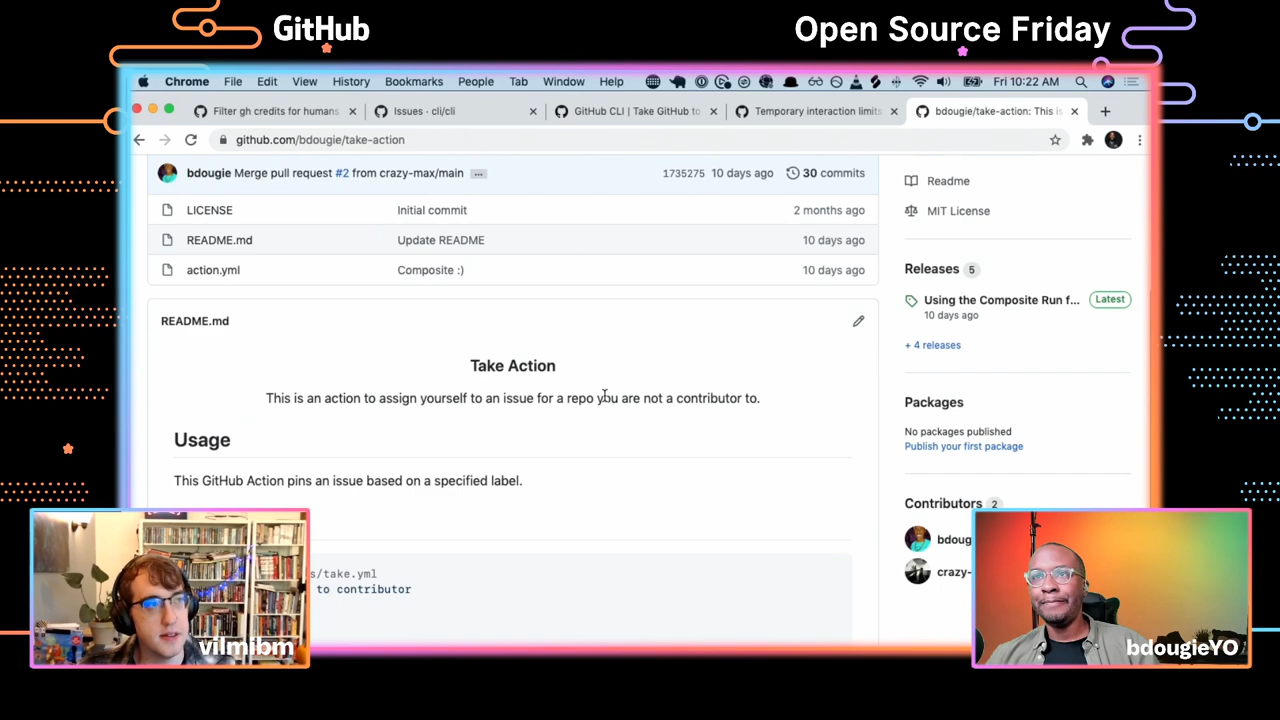 GitHub
Open Source Friday
Chrome File Edit View History Bookmarks People Tab Window Help Fri 10:22 AM
Filter gh credits for humans
Issues - cli/cli
GitHub CLI | Take GitHub to
Temporary interaction limits
bdougie/take-action: This is
github.com/bdougie/take-action
bdougie Merge pull request #2 from crazy-max/main ... 1735275 10 days ago 30 commits
LICENSE Initial commit 2 months ago
README.md Update README 10 days ago
action.yml Composite :) 10 days ago
README.md
Take Action
This is an action to assign yourself to an issue for a repo you are not a contributor to.
Usage
This GitHub Action pins an issue based on a specified label.
s/take.yml
to contributor
Readme
MIT License
Releases 5
Using the Composite Run f... Latest
10 days ago
+ 4 releases
Packages
No packages published
Publish your first package
Contributors 2
bdoug
crazy-
vilmibm
bdougieYO